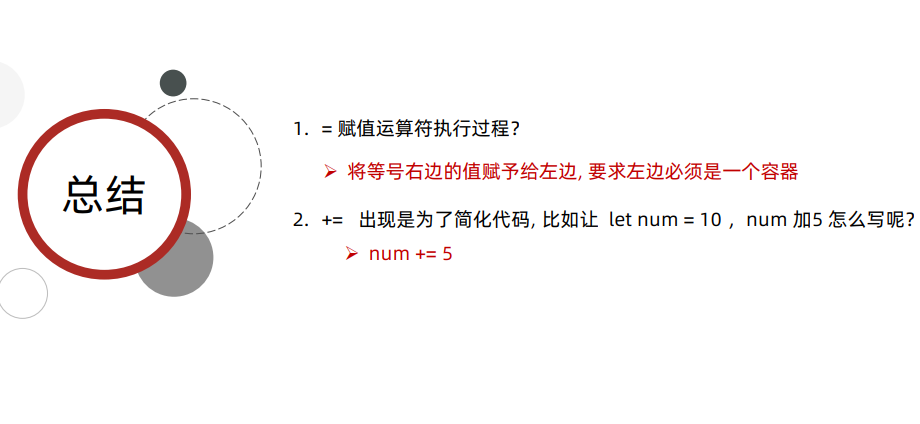 总结
1. = 赋值运算符执行过程?
➢ 将等号右边的值赋予给左边, 要求左边必须是一个容器
2. += 出现是为了简化代码, 比如让 let num = 10 ，num 加5 怎么写呢?
➢ num += 5